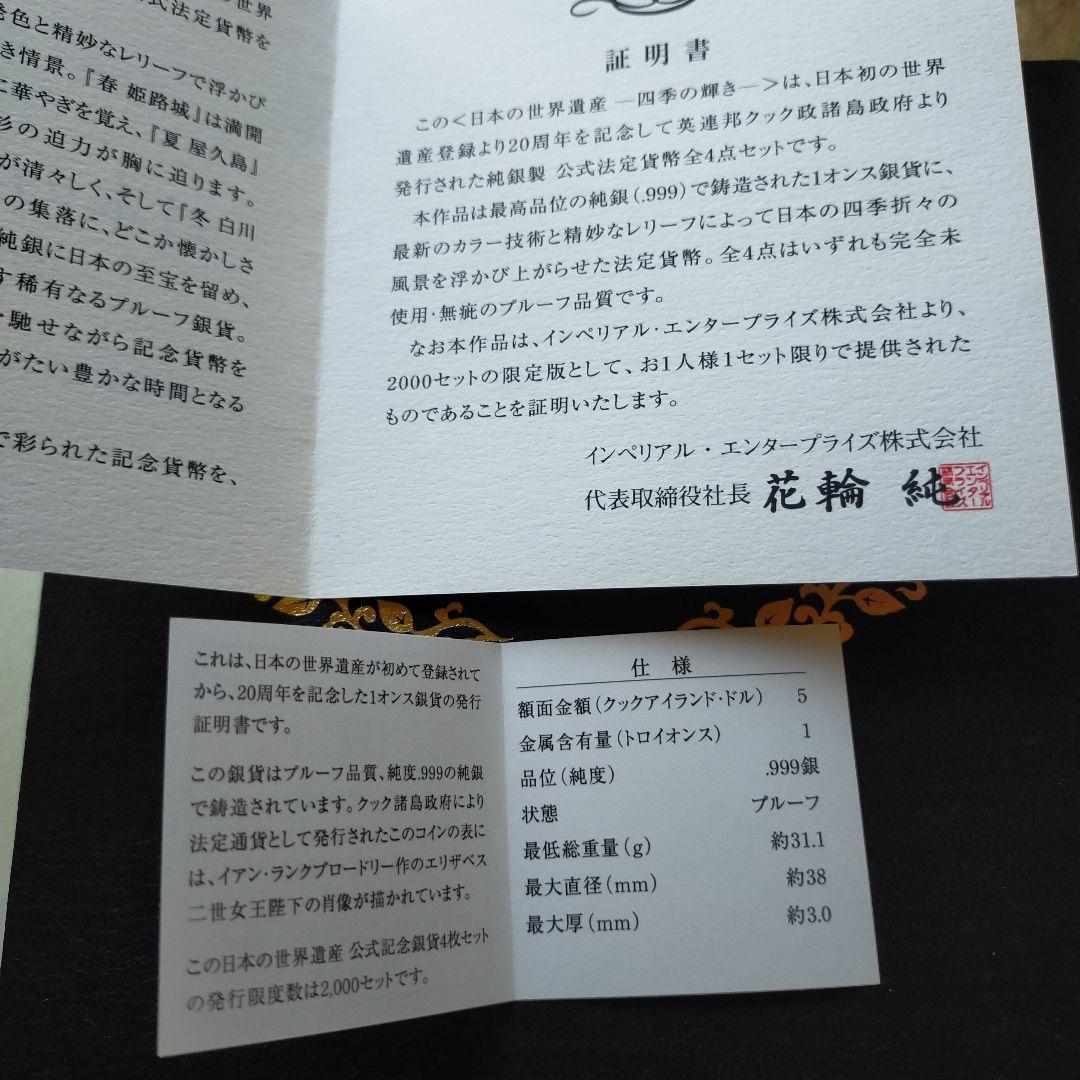 の世界
式法定貨幣を
発色と精妙なレリーフで浮かび
き情景。『春 姫路城』は満開
に華やぎを覚え、『夏 屋久島』
杉の迫力が胸に迫ります。
が清々しく、そして『冬 白川
の集落に、どこか懐かしさ
純銀に日本の至宝を留め、
す稀有なるプルーフ銀貨。
馳せながら記念貨幣を
がたい豊かな時間となる
で彩られた記念貨幣を、
証明書
この<日本の世界遺産 ―四季の輝き―>は、日本初の世界
遺産登録より20周年を記念して英連邦クック政諸島政府より
発行された純銀製 公式法定貨幣全4点セットです。
本作品は最高品位の純銀(.999)で鋳造された1オンス銀貨に、
最新のカラー技術と精妙なレリーフによって日本の四季折々の
風景を浮かび上がらせた法定貨幣。全4点はいずれも完全未
使用・無疵のプルーフ品質です。
なお本作品は、インペリアル・エンタープライズ株式会社より、
2000セットの限定版として、お1人様1セット限りで提供された
ものであることを証明いたします。
インペリアル・エンタープライズ株式会社
代表取締役社長 花輪 純
これは、日本の世界遺産が初めて登録されて
から、20周年を記念した1オンス銀貨の発行
証明書です。
この銀貨はプルーフ品質、純度.999の純銀
で鋳造されています。クック諸島政府により
法定通貨として発行されたこのコインの表に
は、イアン・ランクブロードリー作のエリザベス
二世女王陛下の肖像が描かれています。
この日本の世界遺産 公式記念銀貨4枚セット
の発行限度数は2,000セットです。
仕 様
額面金額(クックアイランド・ドル) 5
金属含有量(トロイオンス) 1
品位(純度) .999銀
状態 プルーフ
最低総重量(g) 約31.1
最大直径(mm) 約38
最大厚(mm) 約3.0